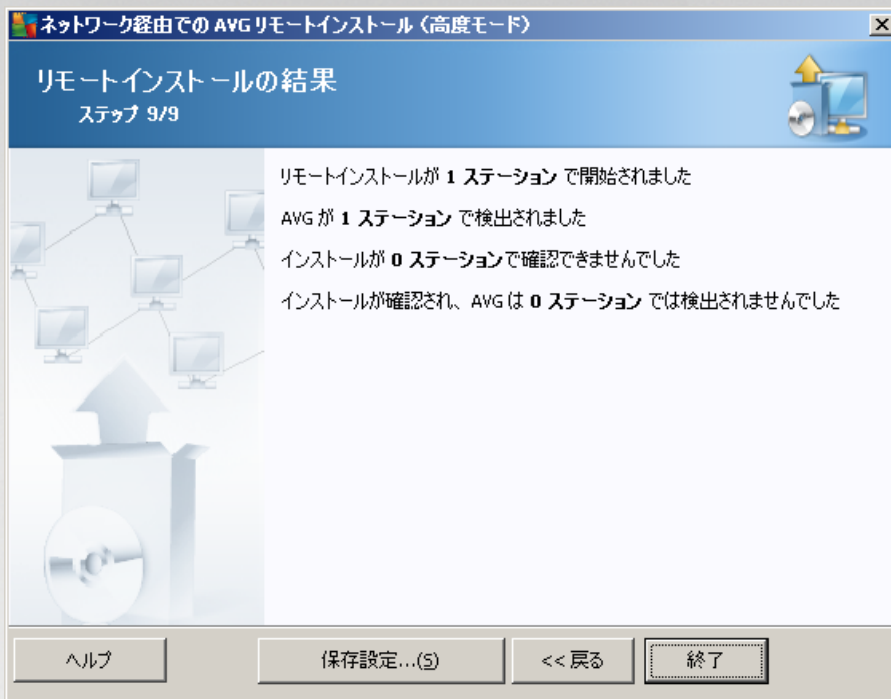 ネットワーク経由での AVG リモートインストール（高度モード）
リモートインストールの結果
ステップ 9/9
リモートインストールが 1 ステーション で開始されました
AVG が 1 ステーション で検出されました
インストールが 0 ステーションで確認できませんでした
インストールが確認され、AVG は 0 ステーション では検出されませんでした
ヘルプ
保存設定...(S)
<< 戻る
終了